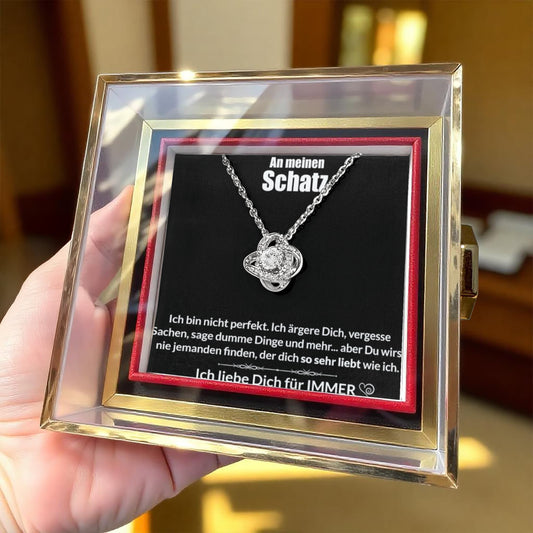 An meinen
Schatz
Ich bin nicht perfekt. Ich ärgere Dich, vergesse
Sachen, sage dumme Dinge und mehr... aber Du wirst
nie jemanden finden, der dich so sehr liebt wie ich.
Ich liebe Dich für IMMER